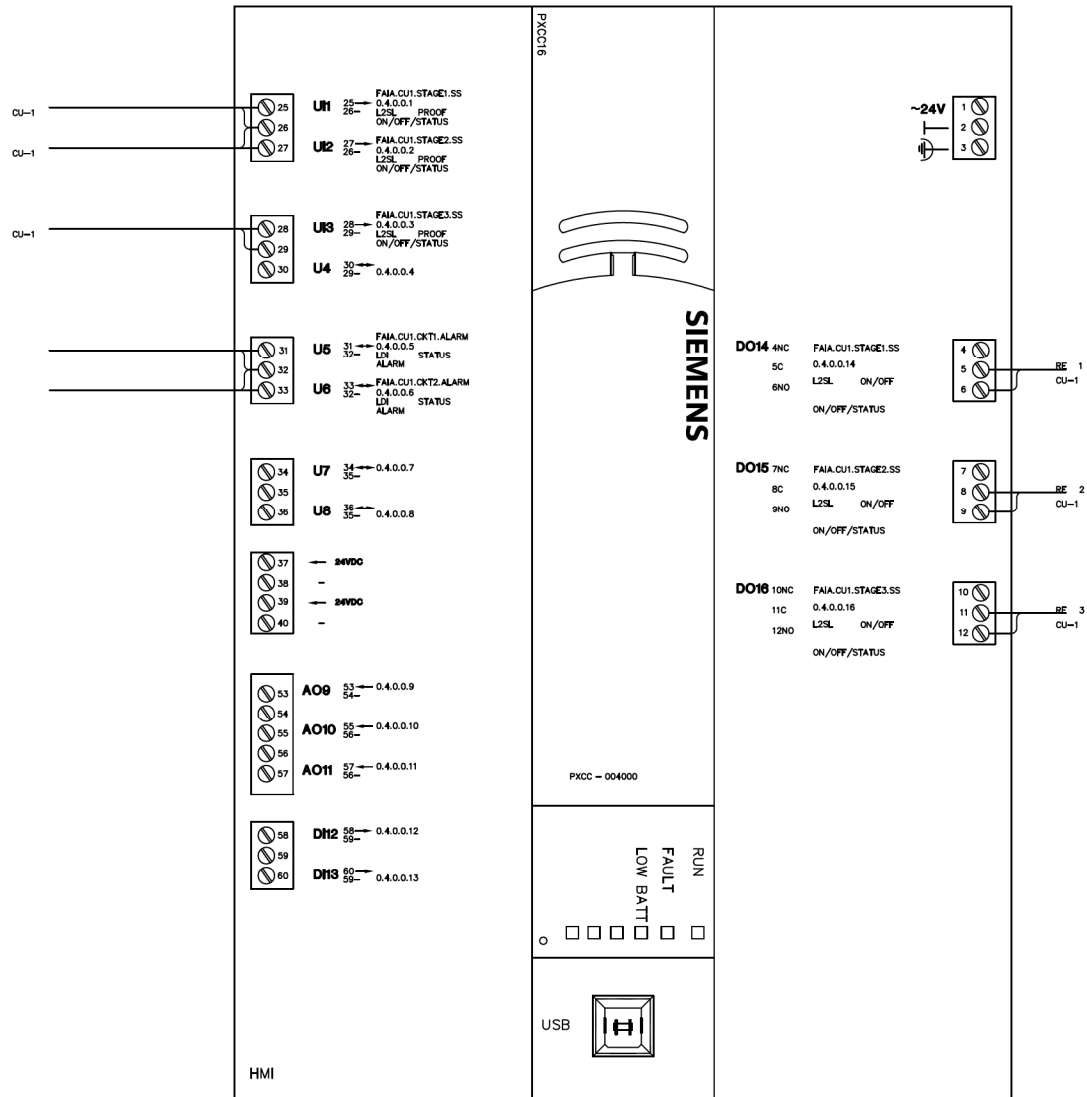 PXCC16
CU-1
25
26
27
UI1
25
26-
FAIA.CU1.STAGE1.SS
0.4.0.0.1
L2SL PROOF
ON/OFF/STATUS
CU-1
UI2
27
26-
FAIA.CU1.STAGE2.SS
0.4.0.0.2
L2SL PROOF
ON/OFF/STATUS
CU-1
28
29
30
UI3
28
29-
FAIA.CU1.STAGE3.SS
0.4.0.0.3
L2SL PROOF
ON/OFF/STATUS
U4
30
29-
0.4.0.0.4
31
32
33
U5
31
32-
FAIA.CU1.CKT1.ALARM
0.4.0.0.5
LDI STATUS
ALARM
U6
33
32-
FAIA.CU1.CKT2.ALARM
0.4.0.0.6
LDI STATUS
ALARM
34
35
36
U7
34
35-
0.4.0.0.7
U8
36
35-
0.4.0.0.8
37
24VDC
38
-
39
24VDC
40
-
53
54
55
56
57
AO9
53
54-
0.4.0.0.9
AO10
55
56-
0.4.0.0.10
AO11
57
56-
0.4.0.0.11
58
59
60
DI12
58
59-
0.4.0.0.12
DI13
60
59-
0.4.0.0.13
HMI
SIEMENS
PXCC - 004000
LOW BATT
FAULT
RUN
USB
~24V
1
2
3
DO14
4NC
5C
6NO
FAIA.CU1.STAGE1.SS
0.4.0.0.14
L2SL ON/OFF
ON/OFF/STATUS
4
5
6
RE 1
CU-1
DO15
7NC
8C
9NO
FAIA.CU1.STAGE2.SS
0.4.0.0.15
L2SL ON/OFF
ON/OFF/STATUS
7
8
9
RE 2
CU-1
DO16
10NC
11C
12NO
FAIA.CU1.STAGE3.SS
0.4.0.0.16
L2SL ON/OFF
ON/OFF/STATUS
10
11
12
RE 3
CU-1